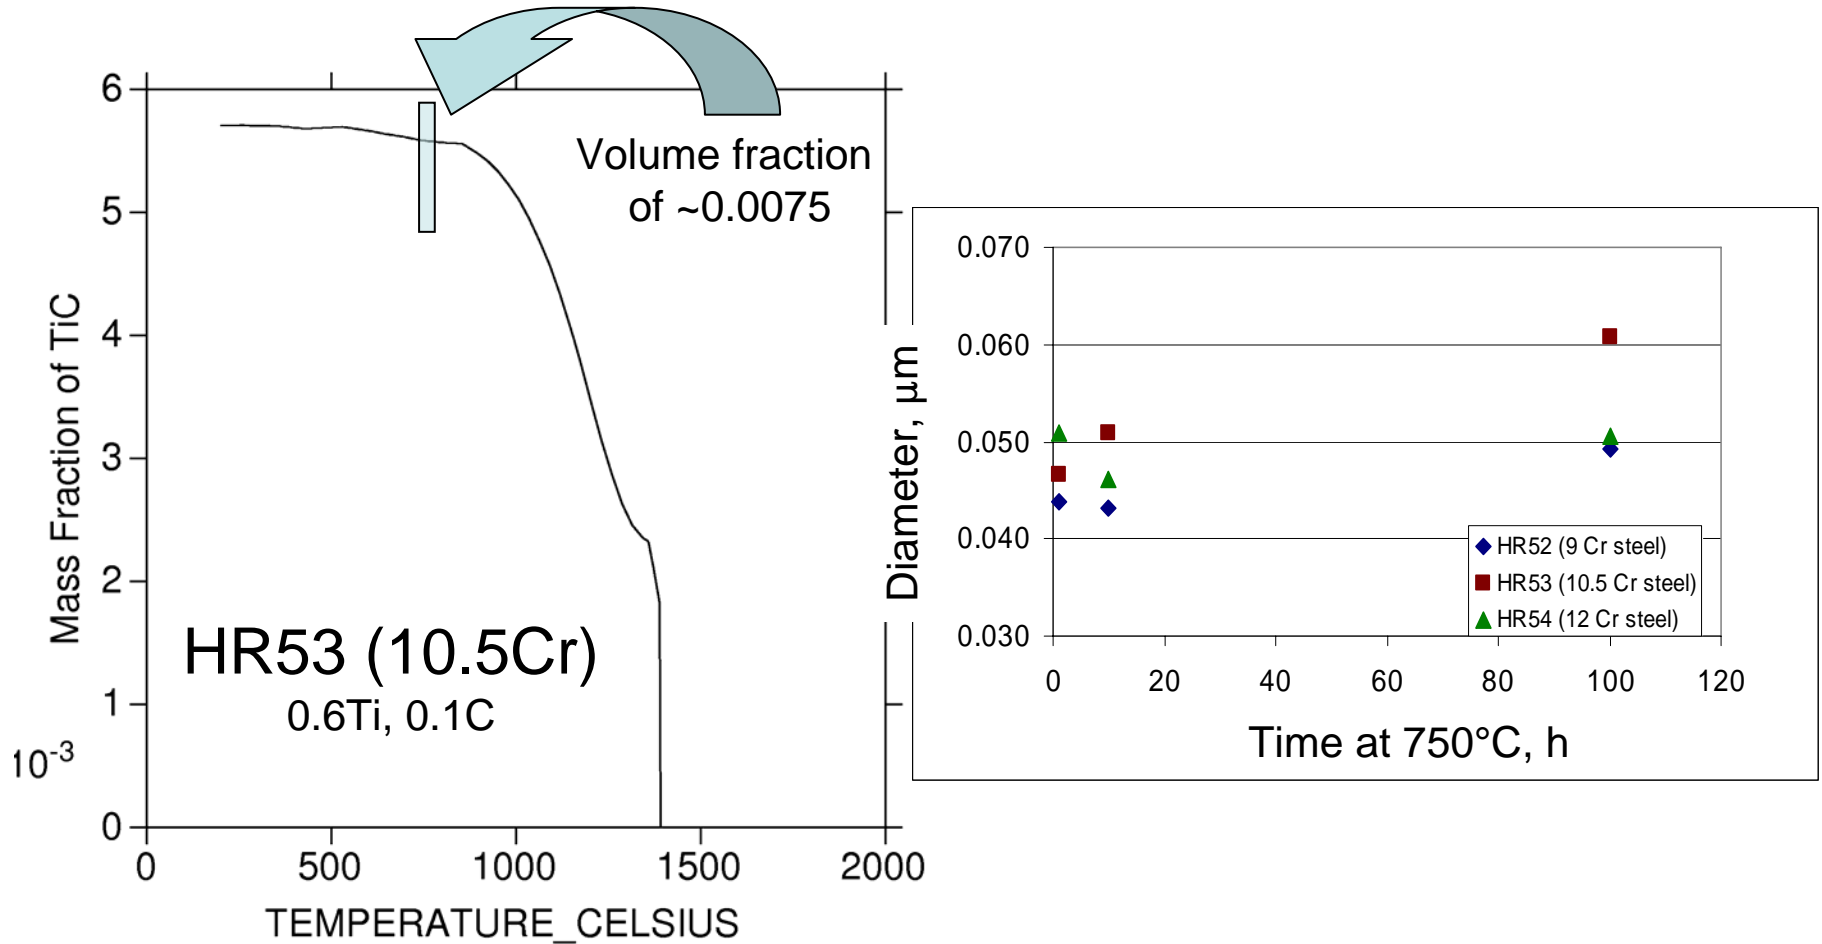 6
5
4
3
2
1
0
10-3
Mass Fraction of TiC
0 500 1000 1500 2000
TEMPERATURE_CELSIUS
Volume fraction
of ~0.0075
HR53 (10.5Cr)
0.6Ti, 0.1C
0.070
0.060
0.050
0.040
0.030
Diameter, μm
0 20 40 60 80 100 120
Time at 750°C, h
HR52 (9 Cr steel)
HR53 (10.5 Cr steel)
HR54 (12 Cr steel)